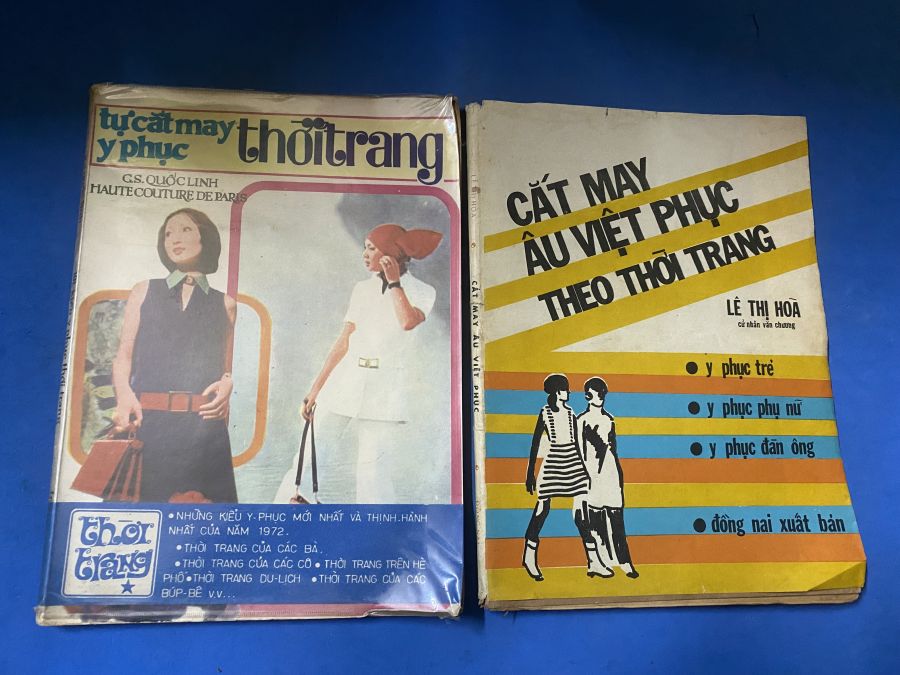 tự cắt may
y phục
thời trang
G.S. QUỐC LINH
HAUTE COUTURE DE PARIS
thời
trang
• NHỮNG KIỂU Y-PHỤC MỚI NHẤT VÀ THỊNH-HÀNH
NHẤT CỦA NĂM 1972.
• THỜI TRANG CỦA CÁC BÀ.
• THỜI TRANG CỦA CÁC CÔ • THỜI TRANG TRÊN HÈ
PHỐ • THỜI TRANG DU-LỊCH • THỜI TRANG CỦA CÁC
BÚP-BÊ V.V...
CẮT MAY ÂU VIỆT PHỤC
CẮT MAY
ÂU VIỆT PHỤC
THEO THỜI TRANG
LÊ THỊ HOÀ
cử nhân văn chương
• y phục trẻ
• y phục phụ nữ
• y phục đàn ông
• đồng nai xuất bản